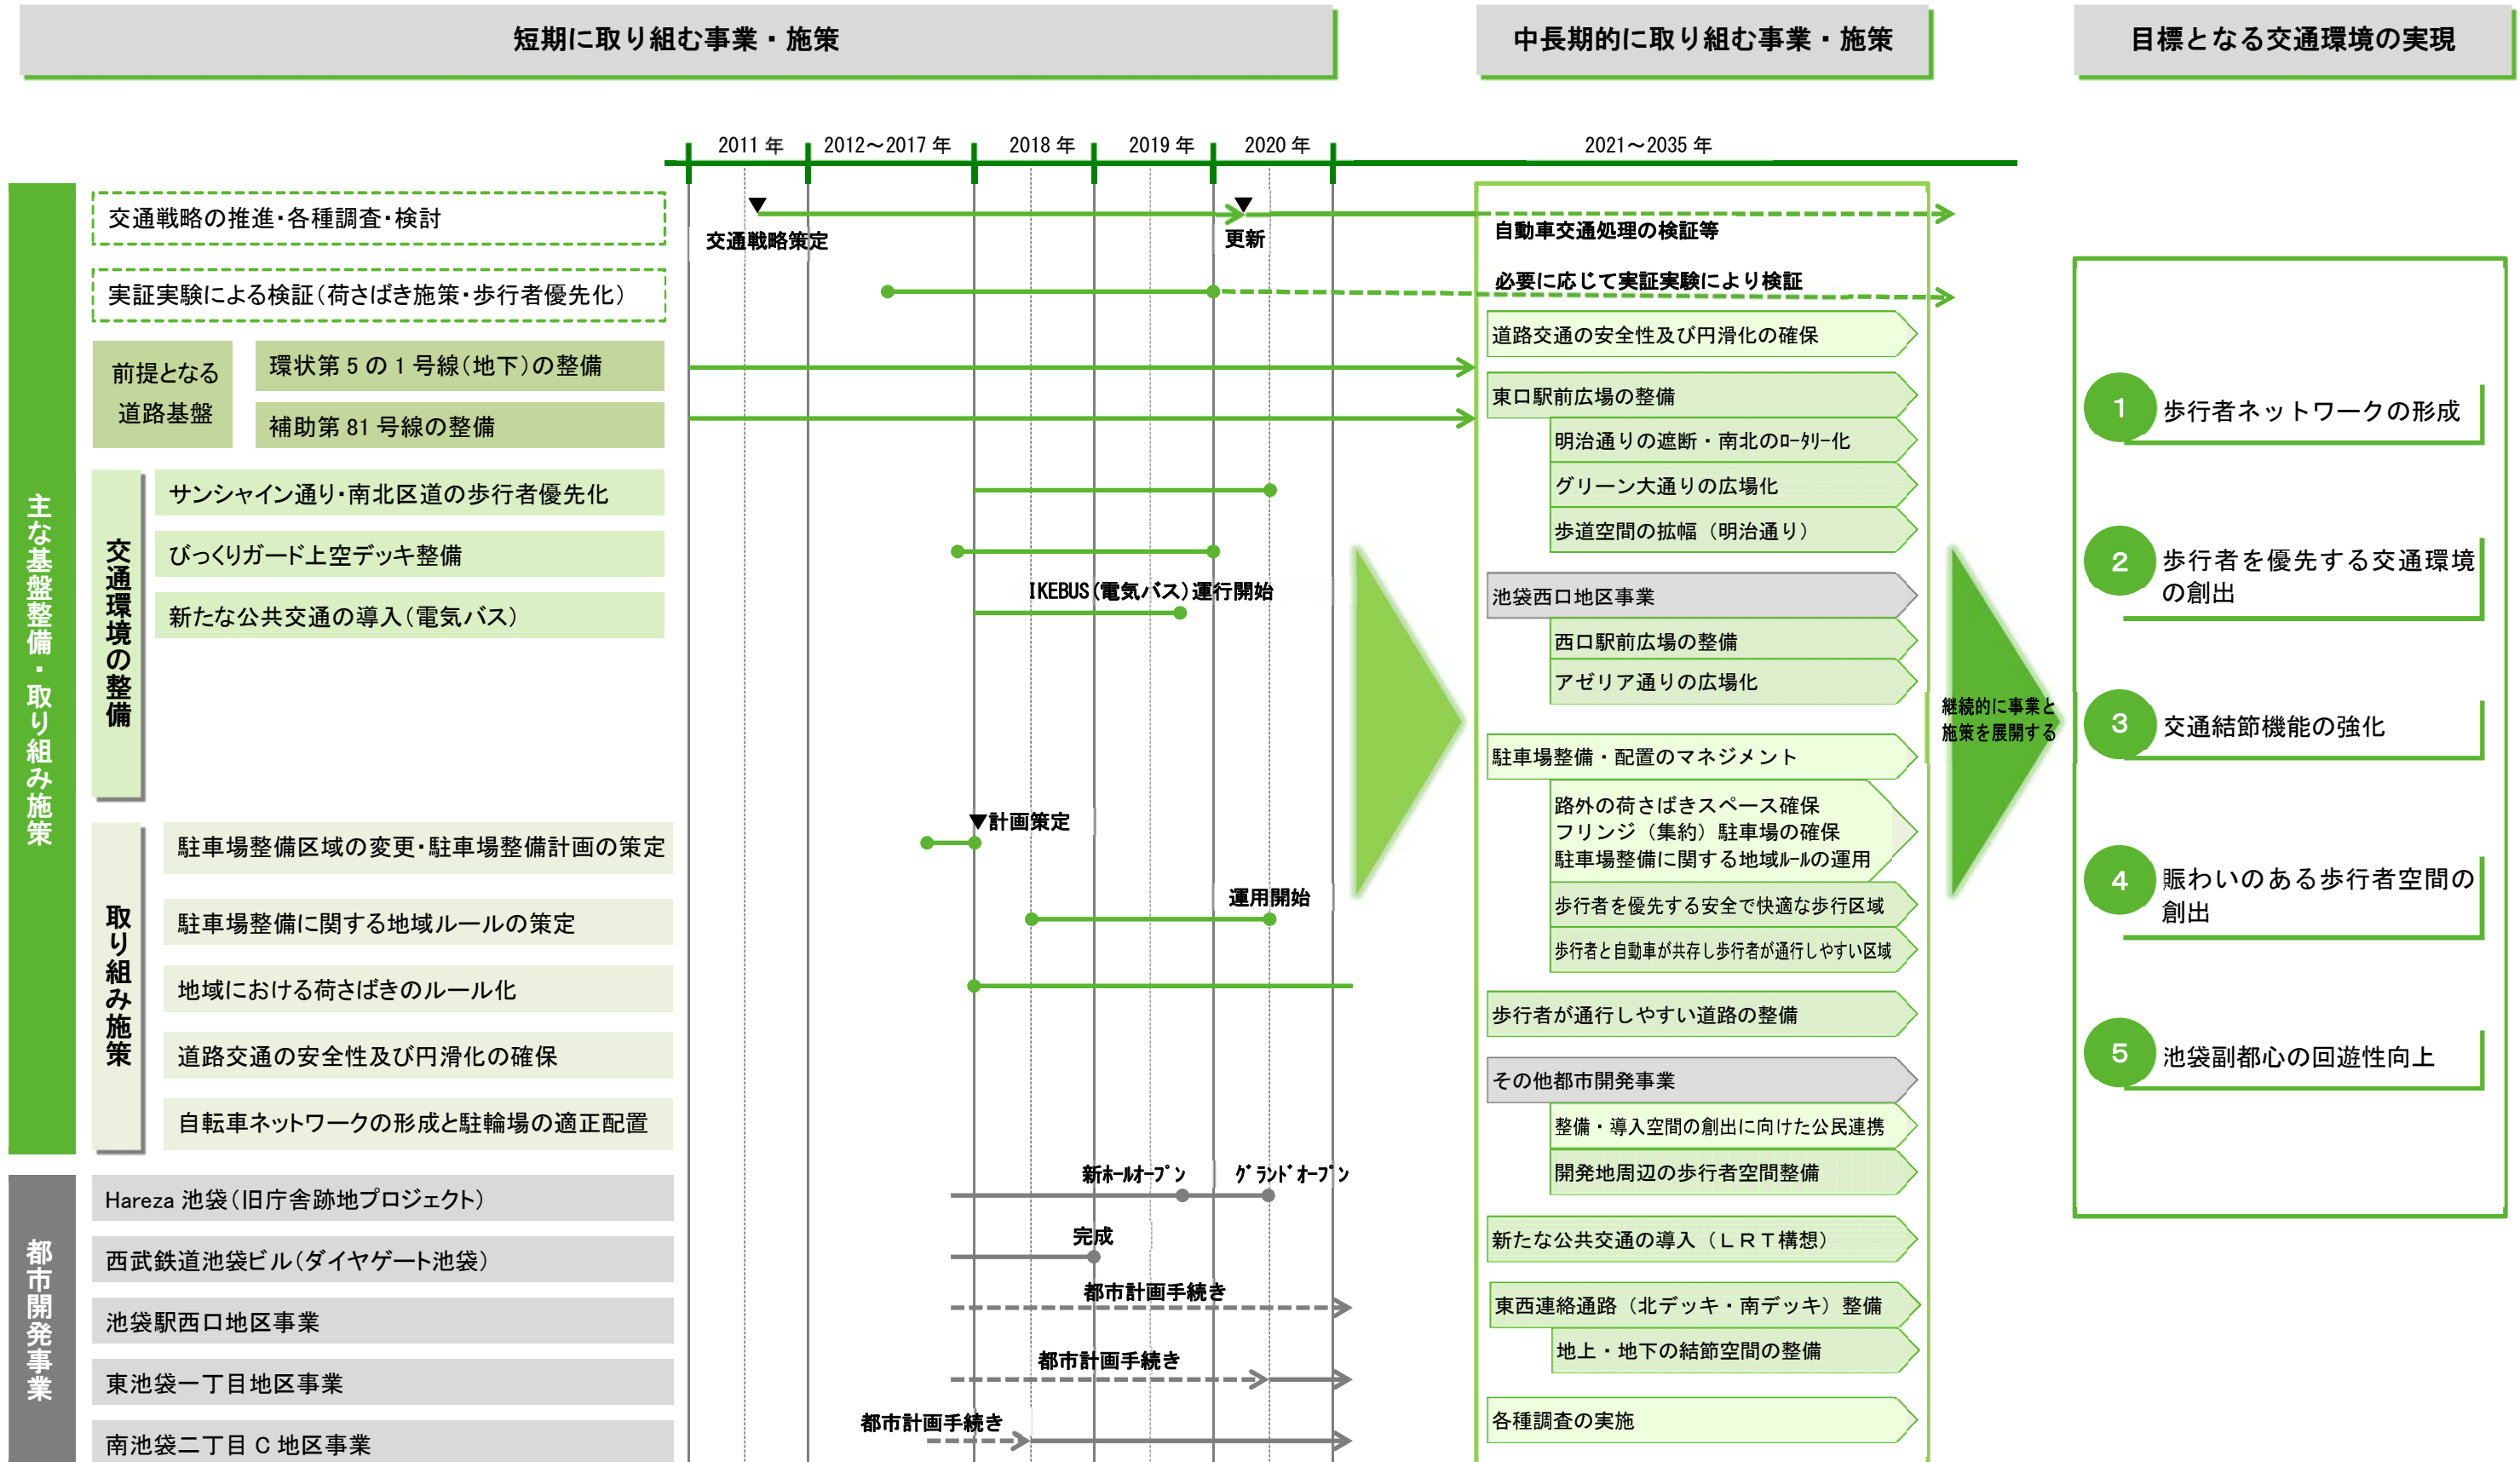 短期に取り組む事業・施策
中長期的に取り組む事業・施策
目標となる交通環境の実現
2011 年
2012～2017 年
2018 年
2019 年
2020 年
2021～2035 年
主な基盤整備・取り組み施策
交通戦略の推進・各種調査・検討
▼
交通戦略策定
▼
更新
自動車交通処理の検証等
実証実験による検証（荷さばき施策・歩行者優先化）
必要に応じて実証実験により検証
前提となる
道路基盤
環状第 5 の 1 号線（地下）の整備
補助第 81 号線の整備
交通環境の整備
サンシャイン通り・南北区道の歩行者優先化
びっくりガード上空デッキ整備
新たな公共交通の導入（電気バス）
IKEBUS（電気バス）運行開始
取り組み施策
駐車場整備区域の変更・駐車場整備計画の策定
▼計画策定
駐車場整備に関する地域ルールの策定
運用開始
地域における荷さばきのルール化
道路交通の安全性及び円滑化の確保
自転車ネットワークの形成と駐輪場の適正配置
都市開発事業
Hareza 池袋（旧庁舎跡地プロジェクト）
新ﾎｰﾙｵｰﾌﾟﾝ
ｸﾞﾗﾝﾄﾞｵｰﾌﾟﾝ
西武鉄道池袋ビル（ダイヤゲート池袋）
完成
池袋駅西口地区事業
都市計画手続き
東池袋一丁目地区事業
都市計画手続き
南池袋二丁目 C 地区事業
都市計画手続き
道路交通の安全性及び円滑化の確保
東口駅前広場の整備
明治通りの遮断・南北のﾛｰﾀﾘｰ化
グリーン大通りの広場化
歩道空間の拡幅（明治通り）
池袋西口地区事業
西口駅前広場の整備
アゼリア通りの広場化
駐車場整備・配置のマネジメント
路外の荷さばきスペース確保
フリンジ（集約）駐車場の確保
駐車場整備に関する地域ﾙｰﾙの運用
歩行者を優先する安全で快適な歩行区域
歩行者と自動車が共存し歩行者が通行しやすい区域
歩行者が通行しやすい道路の整備
その他都市開発事業
整備・導入空間の創出に向けた公民連携
開発地周辺の歩行者空間整備
新たな公共交通の導入（ＬＲＴ構想）
東西連絡通路（北デッキ・南デッキ）整備
地上・地下の結節空間の整備
各種調査の実施
継続的に事業と
施策を展開する
1 歩行者ネットワークの形成
2 歩行者を優先する交通環境
の創出
3 交通結節機能の強化
4 賑わいのある歩行者空間の
創出
5 池袋副都心の回遊性向上